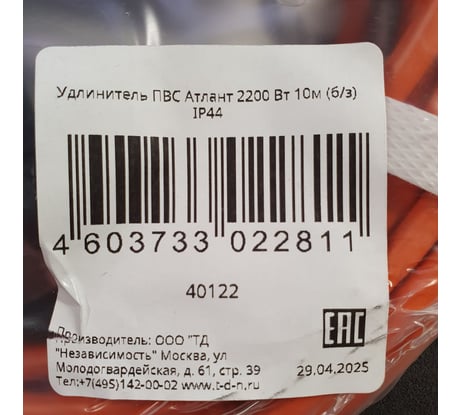 Удлинитель ПВС Атлант 2200 Вт 10м (б/з)
IP44
4 603733 022811
40122
Производитель: ООО "ТД
"Независимость" Москва, ул
Молодогвардейская, д. 61, стр. 39
Тел:+7(495)142-00-02 www.t-d-n.ru
EAC
29.04.2025